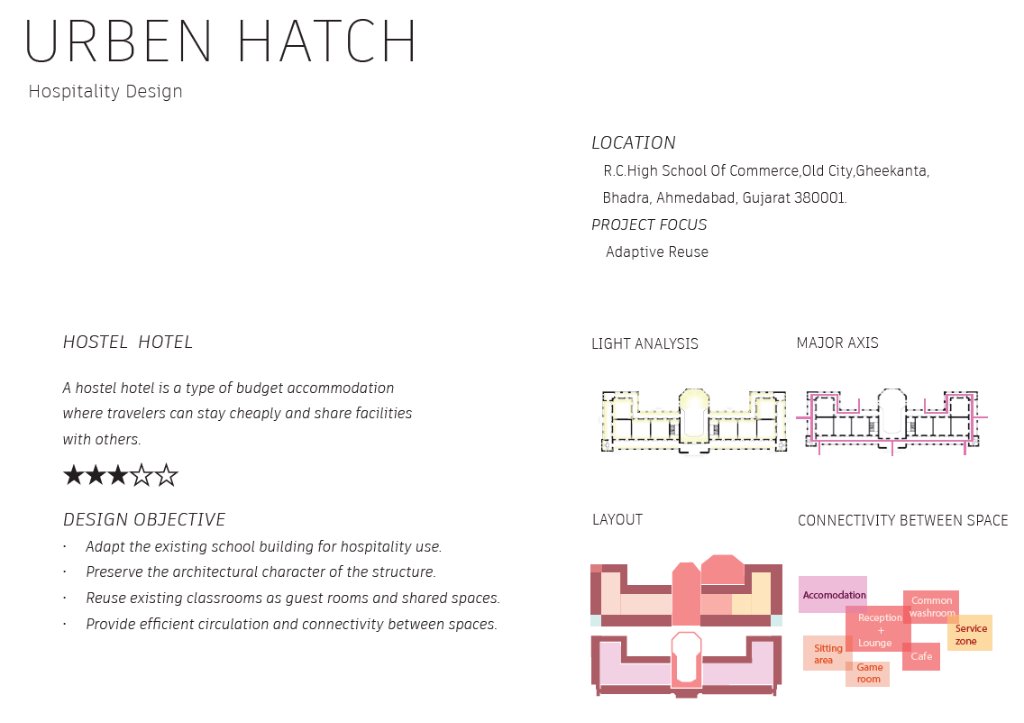 URBEN HATCH
Hospitality Design
LOCATION
R.C.High School Of Commerce,Old City,Gheekanta,
Bhadra, Ahmedabad, Gujarat 380001.
PROJECT FOCUS
Adaptive Reuse
HOSTEL HOTEL
A hostel hotel is a type of budget accommodation
where travelers can stay cheaply and share facilities
with others.
DESIGN OBJECTIVE
· Adapt the existing school building for hospitality use.
· Preserve the architectural character of the structure.
· Reuse existing classrooms as guest rooms and shared spaces.
· Provide efficient circulation and connectivity between spaces.
LIGHT ANALYSIS
MAJOR AXIS
LAYOUT
CONNECTIVITY BETWEEN SPACE
Accomodation
Common
washroom
Reception
+
Lounge
Service
zone
Sitting
area
Cafe
Game
room